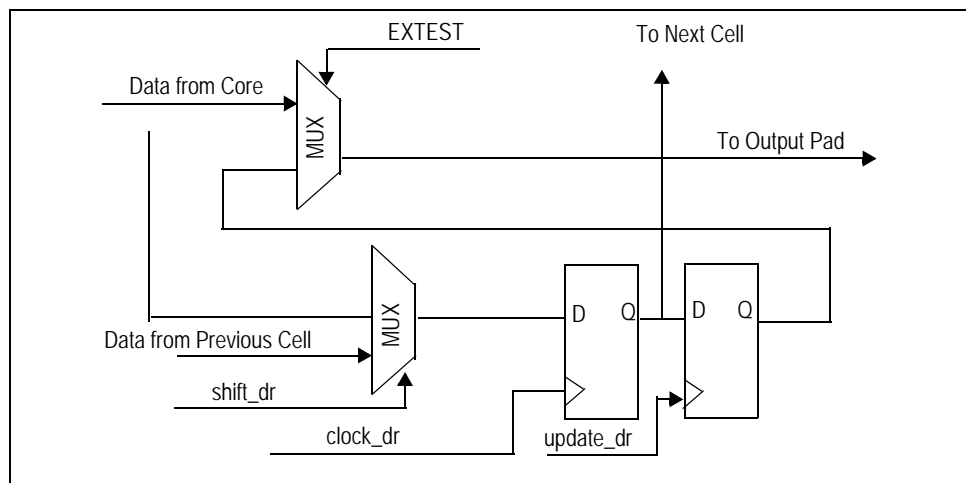 EXTEST
To Next Cell
Data from Core
MUX
To Output Pad
MUX
D Q
D Q
Data from Previous Cell
shift_dr
clock_dr
update_dr